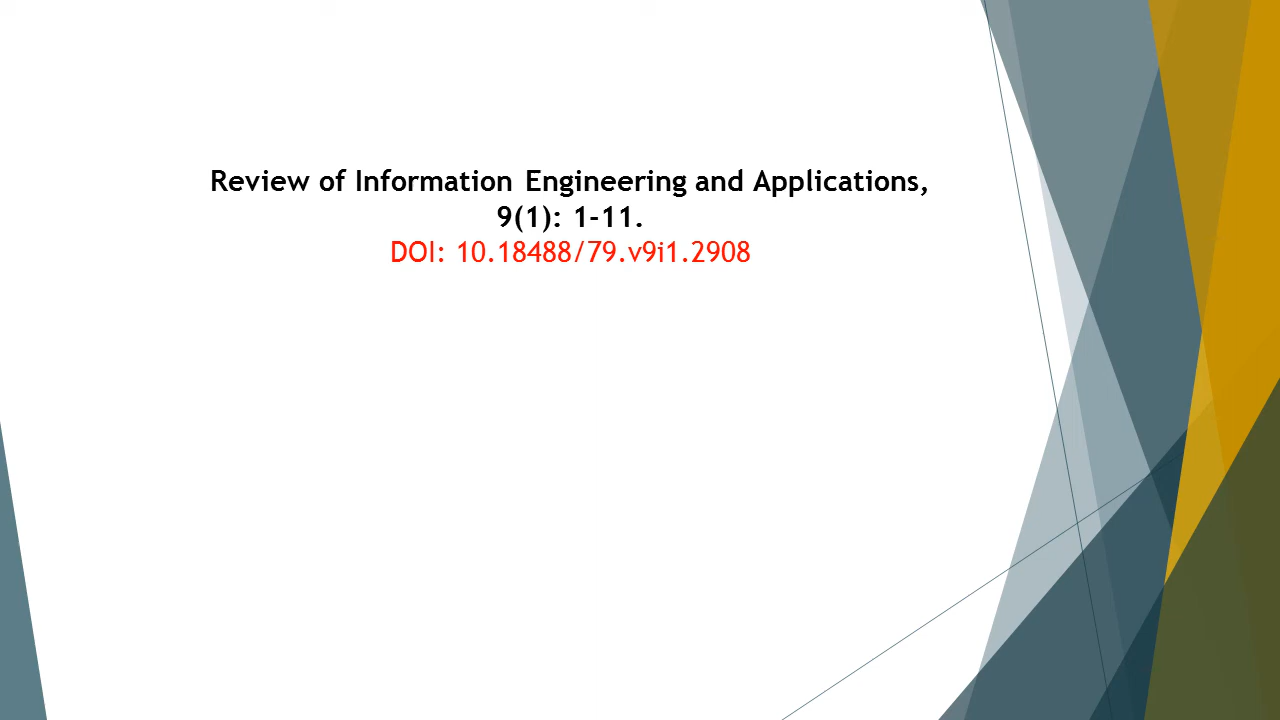 Review of Information Engineering and Applications,
9(1): 1-11.
DOI: 10.18488/79.v9i1.2908